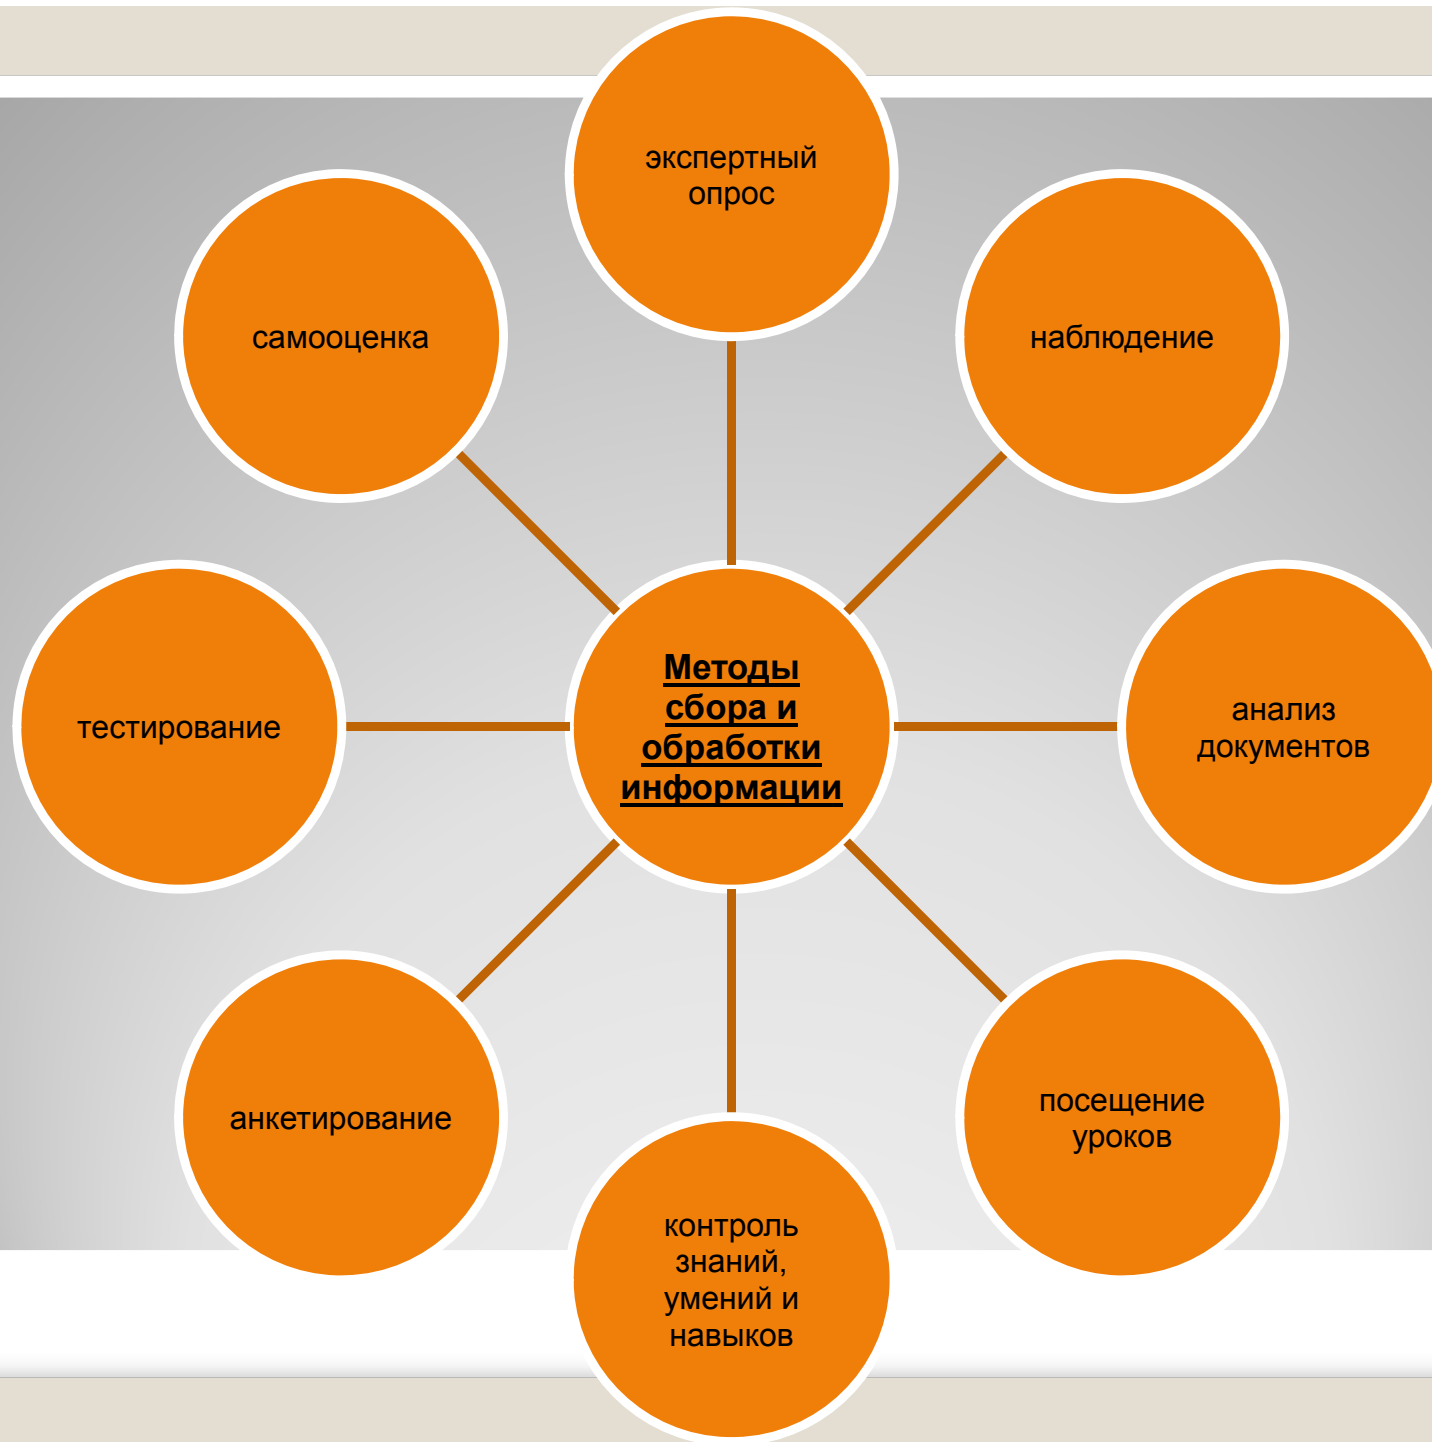 экспертный
опрос
самооценка
наблюдение
Методы
сбора и
обработки
информации
тестирование
анализ
документов
анкетирование
посещение
уроков
контроль
знаний,
умений и
навыков